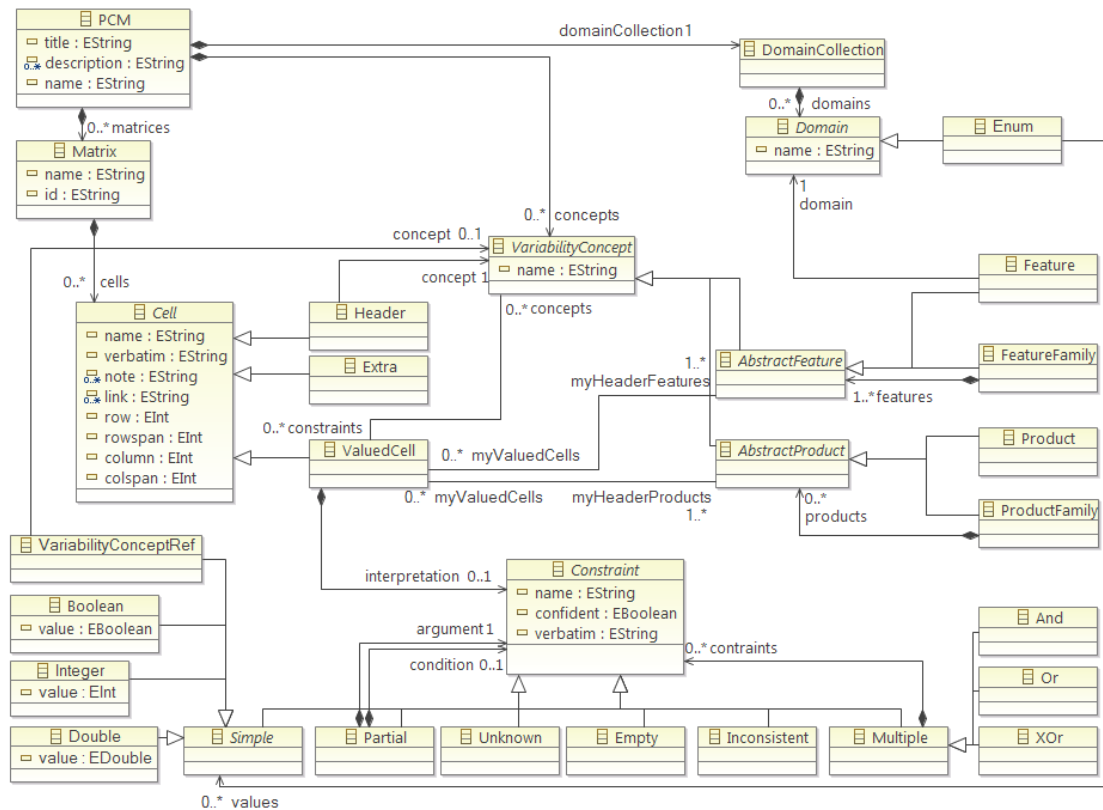 PCM
title : EString
0..* description : EString
name : EString
domainCollection1
DomainCollection
0..* domains
Domain
name : EString
Enum
0..* matrices
Matrix
name : EString
id : EString
1
domain
0..* concepts
concept 0..1
VariabilityConcept
name : EString
concept 1
0..* concepts
Feature
0..* cells
Cell
name : EString
verbatim : EString
0..* note : EString
0..* link : EString
row : EInt
rowspan : EInt
column : EInt
colspan : EInt
Header
Extra
1..*
myHeaderFeatures
AbstractFeature
FeatureFamily
1..* features
0..* constraints
ValuedCell
0..* myValuedCells
AbstractProduct
Product
0..* myValuedCells
myHeaderProducts
1..*
0..*
products
ProductFamily
VariabilityConceptRef
interpretation 0..1
Constraint
name : EString
confident : EBoolean
verbatim : EString
Boolean
value : EBoolean
argument1
condition 0..1
0..* contraints
And
Integer
value : EInt
Or
Double
value : EDouble
Simple
Partial
Unknown
Empty
Inconsistent
Multiple
XOr
0..* values